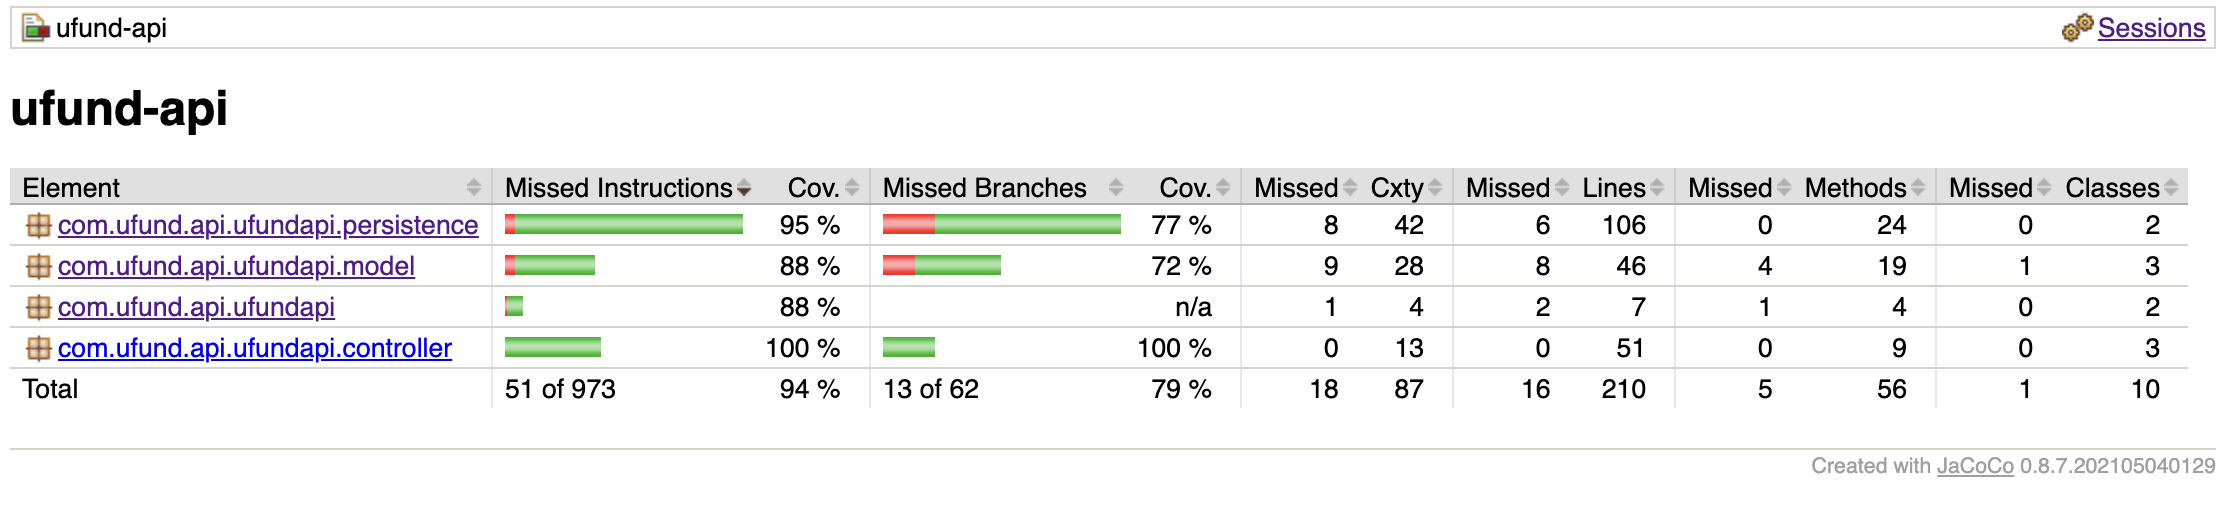 ufund-api Sessions
ufund-api
Element Missed Instructions Cov. Missed Branches Cov. Missed Cxty Missed Lines Missed Methods Missed Classes
com.ufund.api.ufundapi.persistence 95 % 77 % 8 42 6 106 0 24 0 2
com.ufund.api.ufundapi.model 88 % 72 % 9 28 8 46 4 19 1 3
com.ufund.api.ufundapi 88 % n/a 1 4 2 7 1 4 0 2
com.ufund.api.ufundapi.controller 100 % 100 % 0 13 0 51 0 9 0 3
Total 51 of 973 94 % 13 of 62 79 % 18 87 16 210 5 56 1 10
Created with JaCoCo 0.8.7.202105040129